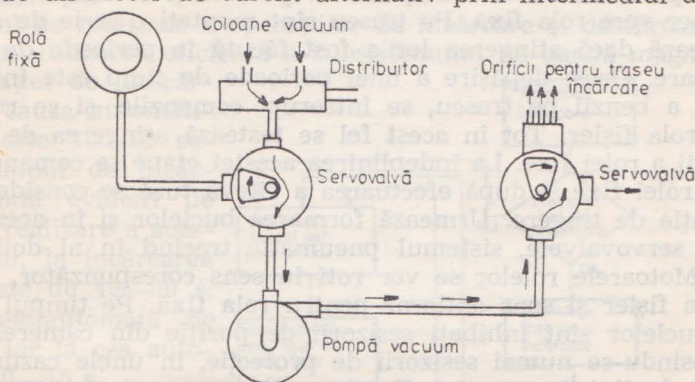 Coloane vacuum
Rolă
fixă
Distribuitor
Orificii pentru traseu
încărcare
Servovalvă
Servovalvă
Pompă vacuum